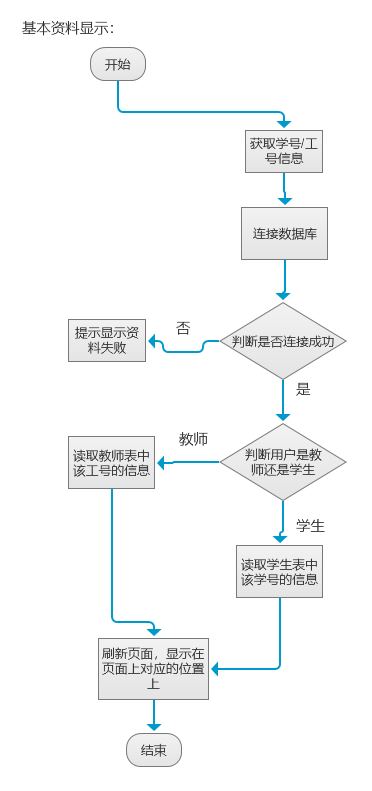 基本资料显示：
开始
获取学号/工
号信息
连接数据库
判断是否连接成功
否
提示显示资
料失败
是
判断用户是教
师还是学生
教师
读取教师表中
该工号的信息
学生
读取学生表中
该学号的信息
刷新页面，显示在
页面上对应的位置
上
结束